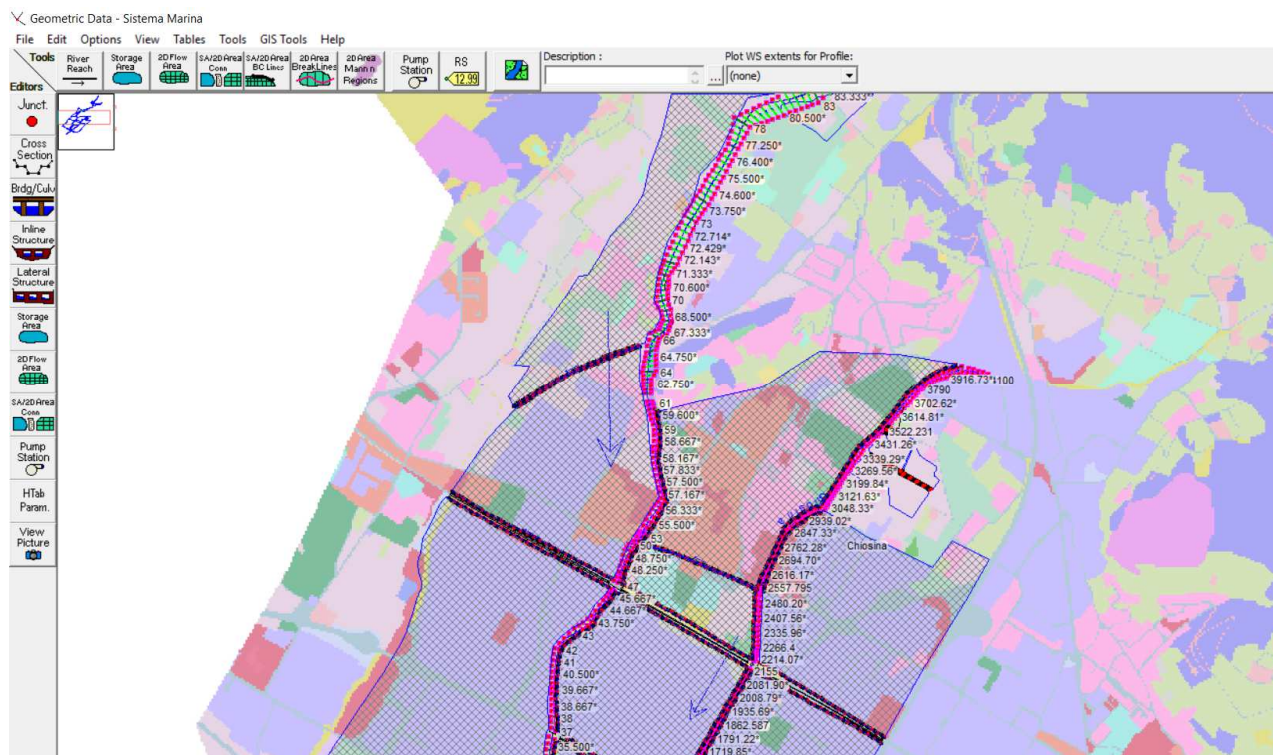 Geometric Data - Sistema Marina
File Edit Options View Tables Tools GIS Tools Help
Tools
Editors
River
Reach
Storage
Area
2D Flow
Area
SA/2D Area
Conn
SA/2D Area
BC Lines
2D Area
BreakLines
2D Area
Mann n
Regions
Pump
Station
RS
12.99
Description :
...
Plot WS extents for Profile:
(none)
Junct.
Cross
Section
Brdg/Culv
Inline
Structure
Lateral
Structure
Storage
Area
2D Flow
Area
SA/2D Area
Conn
Pump
Station
HTab
Param.
View
Picture
83.333*
83
80.500*
78
77.250*
76.400*
75.500*
74.600*
73.750*
73
72.714*
72.429*
72.143*
71.333*
70.600*
70
68.500*
67.333*
66
64.750*
64
62.750*
61
59.600*
59
58.667*
58.167*
57.833*
57.500*
57.167*
56.333*
55.500*
53
50
48.750*
48.250*
47
45.667*
44.667*
43.750*
43
42
41
40.500*
39.667*
38.667*
38
37
35.500*
3916.73*
3790
3702.62*
3614.81*
3522.231
3431.26*
3339.29*
3269.56*
3199.84*
3121.63*
3048.33*
2939.02*
2847.33*
Chiosina
2762.28*
2694.70*
2616.17*
2557.795
2480.20*
2407.56*
2335.96*
2266.4
2214.07*
2155
2081.90*
2008.79*
1935.69*
1862.587
1791.22*
1719.85*